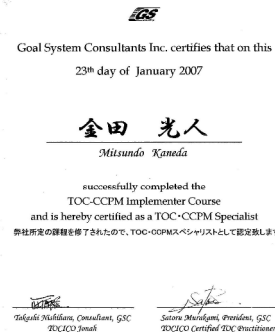 GS
Goal System Consultants Inc. certifies that on this
23th day of January 2007
金田 光人
Mitsundo Kaneda
successfully completed the
TOC-CCPM Implementer Course
and is hereby certified as a TOC・CCPM Specialist
弊社所定の課程を修了されたので、TOC・CCPMスペシャリストとして認定致しま
Takashi Nishihara, Consultant, GSC
TOCICO Jonah
Satoru Murakami, President, GSC
TOCICO Certified TOC Practitioner